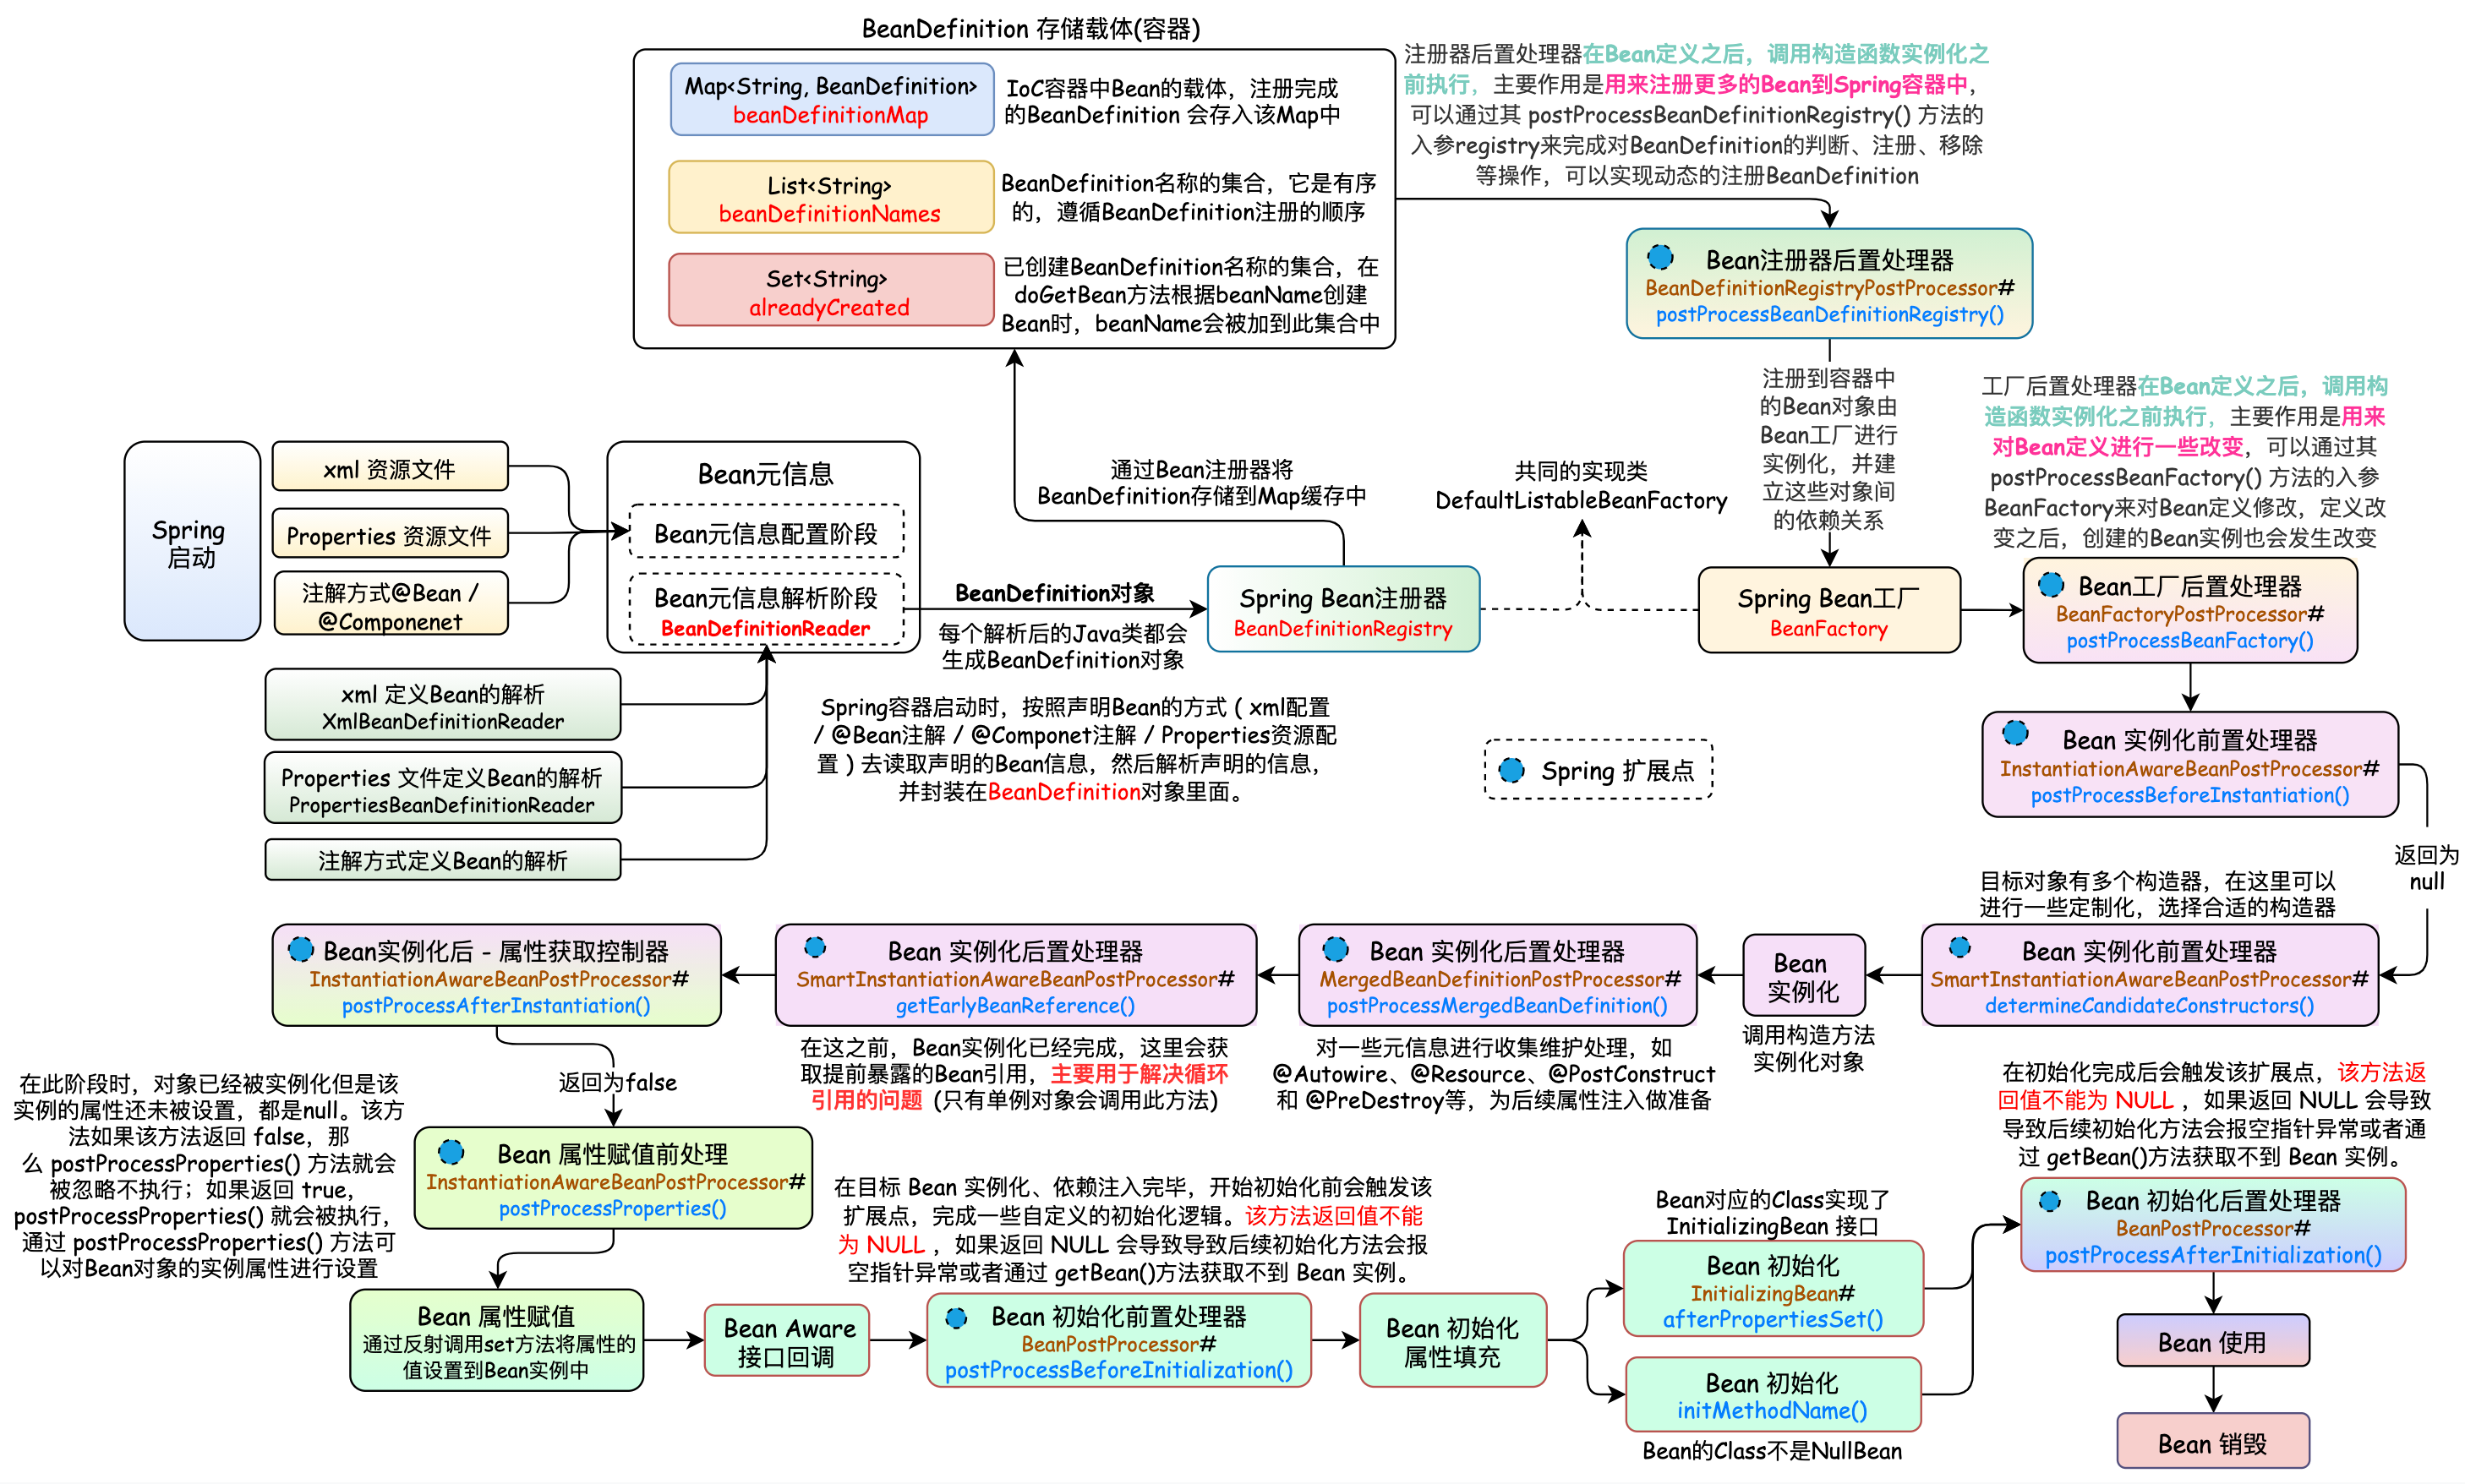 BeanDefinition 存储载体(容器)
Map<String, BeanDefinition>
beanDefinitionMap
IoC容器中Bean的载体，注册完成
的BeanDefinition 会存入该Map中
List<String>
beanDefinitionNames
BeanDefinition名称的集合，它是有序
的，遵循BeanDefinition注册的顺序
Set<String>
alreadyCreated
已创建BeanDefinition名称的集合，在
doGetBean方法根据beanName创建
Bean时，beanName会被加到此集合中
注册器后置处理器在Bean定义之后，调用构造函数实例化之
前执行，主要作用是用来注册更多的Bean到Spring容器中，
可以通过其 postProcessBeanDefinitionRegistry() 方法的
入参registry来完成对BeanDefinition的判断、注册、移除
等操作，可以实现动态的注册BeanDefinition
Bean注册器后置处理器
BeanDefinitionRegistryPostProcessor#
postProcessBeanDefinitionRegistry()
注册到容器中
的Bean对象由
Bean工厂进行
实例化，并建
立这些对象间
的依赖关系
工厂后置处理器在Bean定义之后，调用构
造函数实例化之前执行，主要作用是用来
对Bean定义进行一些改变，可以通过其
postProcessBeanFactory() 方法的入参
BeanFactory来对Bean定义修改，定义改
变之后，创建的Bean实例也会发生改变
Spring
启动
xml 资源文件
Properties 资源文件
注解方式@Bean /
@Componenet
Bean元信息
Bean元信息配置阶段
Bean元信息解析阶段
BeanDefinitionReader
BeanDefinition对象
每个解析后的Java类都会
生成BeanDefinition对象
通过Bean注册器将
BeanDefinition存储到Map缓存中
Spring Bean注册器
BeanDefinitionRegistry
共同的实现类
DefaultListableBeanFactory
Spring Bean工厂
BeanFactory
Bean工厂后置处理器
BeanFactoryPostProcessor#
postProcessBeanFactory()
xml 定义Bean的解析
XmlBeanDefinitionReader
Properties 文件定义Bean的解析
PropertiesBeanDefinitionReader
注解方式定义Bean的解析
Spring容器启动时，按照声明Bean的方式 ( xml配置
/ @Bean注解 / @Componet注解 / Properties资源配
置 ) 去读取声明的Bean信息，然后解析声明的信息，
并封装在BeanDefinition对象里面。
Spring 扩展点
Bean 实例化前置处理器
InstantiationAwareBeanPostProcessor#
postProcessBeforeInstantiation()
返回为
null
目标对象有多个构造器，在这里可以
进行一些定制化，选择合适的构造器
Bean 实例化前置处理器
SmartInstantiationAwareBeanPostProcessor#
determineCandidateConstructors()
Bean
实例化
调用构造方法
实例化对象
Bean 实例化后置处理器
MergedBeanDefinitionPostProcessor#
postProcessMergedBeanDefinition()
对一些元信息进行收集维护处理，如
@Autowire、@Resource、@PostConstruct
和 @PreDestroy等，为后续属性注入做准备
Bean 实例化后置处理器
SmartInstantiationAwareBeanPostProcessor#
getEarlyBeanReference()
在这之前，Bean实例化已经完成，这里会获
取提前暴露的Bean引用，主要用于解决循环
引用的问题 (只有单例对象会调用此方法)
Bean实例化后 - 属性获取控制器
InstantiationAwareBeanPostProcessor#
postProcessAfterInstantiation()
返回为false
在此阶段时，对象已经被实例化但是该
实例的属性还未被设置，都是null。该方
法如果该方法返回 false，那
么 postProcessProperties() 方法就会
被忽略不执行；如果返回 true，
postProcessProperties() 就会被执行，
通过 postProcessProperties() 方法可
以对Bean对象的实例属性进行设置
Bean 属性赋值前处理
InstantiationAwareBeanPostProcessor#
postProcessProperties()
Bean 属性赋值
通过反射调用set方法将属性的
值设置到Bean实例中
Bean Aware
接口回调
在目标 Bean 实例化、依赖注入完毕，开始初始化前会触发该
扩展点，完成一些自定义的初始化逻辑。该方法返回值不能
为 NULL ，如果返回 NULL 会导致导致后续初始化方法会报
空指针异常或者通过 getBean()方法获取不到 Bean 实例。
Bean 初始化前置处理器
BeanPostProcessor#
postProcessBeforeInitialization()
Bean 初始化
属性填充
Bean对应的Class实现了
InitializingBean 接口
Bean 初始化
InitializingBean#
afterPropertiesSet()
Bean 初始化
initMethodName()
Bean的Class不是NullBean
在初始化完成后会触发该扩展点，该方法返
回值不能为 NULL ，如果返回 NULL 会导致
导致后续初始化方法会报空指针异常或者通
过 getBean()方法获取不到 Bean 实例。
Bean 初始化后置处理器
BeanPostProcessor#
postProcessAfterInitialization()
Bean 使用
Bean 销毁